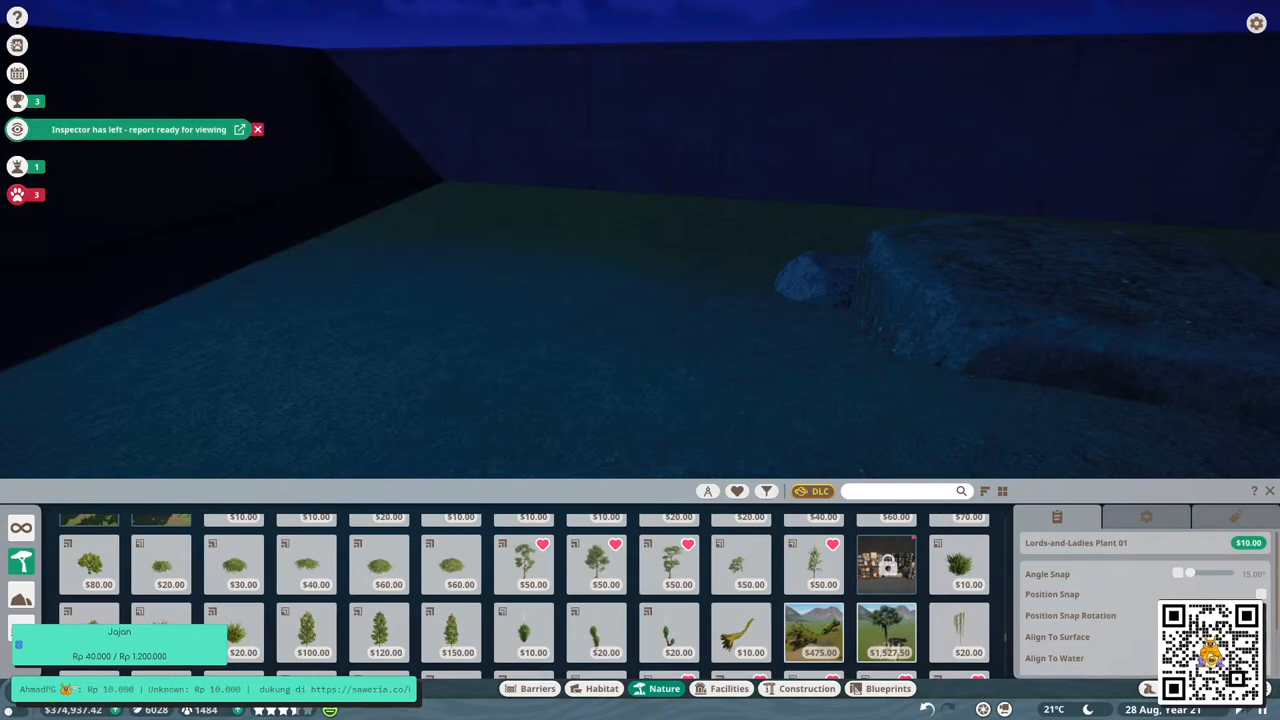 ?
3
Inspector has left - report ready for viewing
1
3
DLC
? X
$10.00 $10.00 $20.00 $10.00 $10.00 $10.00 $20.00 $10.00 $40.00 $60.00 $70.00
Lords-and-Ladies Plant 01 $10.00
$80.00 $20.00 $30.00 $40.00 $60.00 $60.00 $50.00 $50.00 $50.00 $50.00 $50.00 $10.00
Angle Snap 15.00°
Position Snap
Position Snap Rotation
Align To Surface
Align To Water
Jajan
Rp 40.000 / Rp 1.200.000
$20.00 $100.00 $120.00 $150.00 $10.00 $20.00 $20.00 $10.00 $475.00 $1,527.50 $20.00
AhmadPG 🦊: Rp 10.000 | Unknown: Rp 10.000 | dukung di https://saweria.co/
Barriers Habitat Nature Facilities Construction Blueprints
$374,937.42 6028 1484 21°C 28 Aug, Year 21